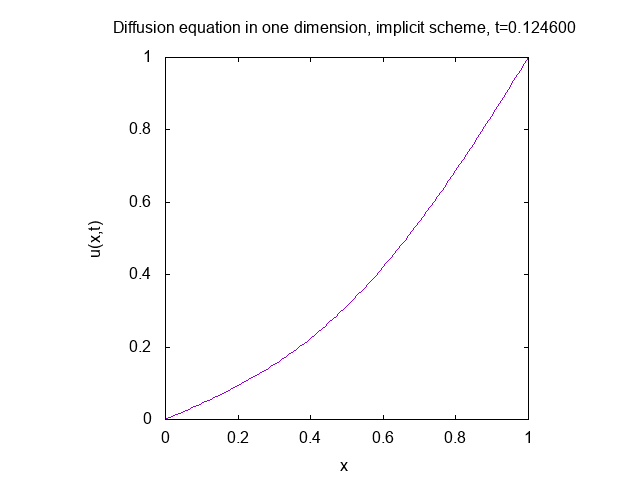 Diffusion equation in one dimension, implicit scheme, t=0.124600
1
0.8
0.6
0.4
0.2
0
u(x,t)
0 0.2 0.4 0.6 0.8 1
x